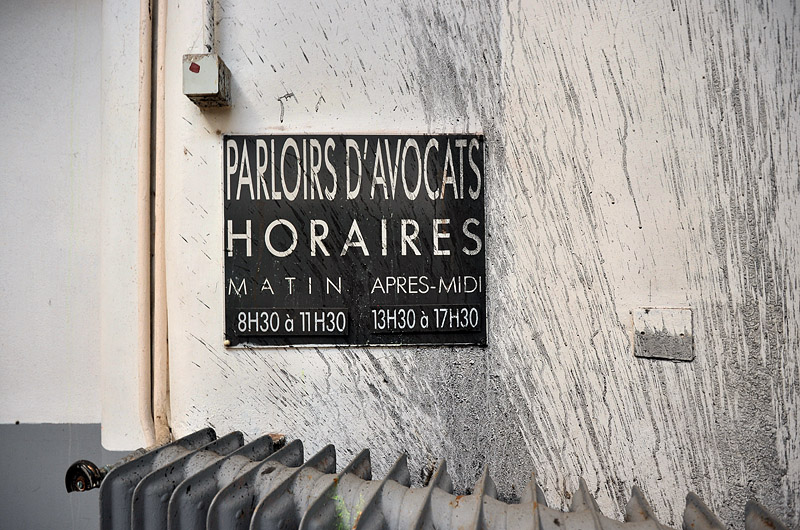 PARLOIRS D'AVOCATS
HORAIRES
MATIN APRES-MIDI
8H30 à 11H30 13H30 à 17H30